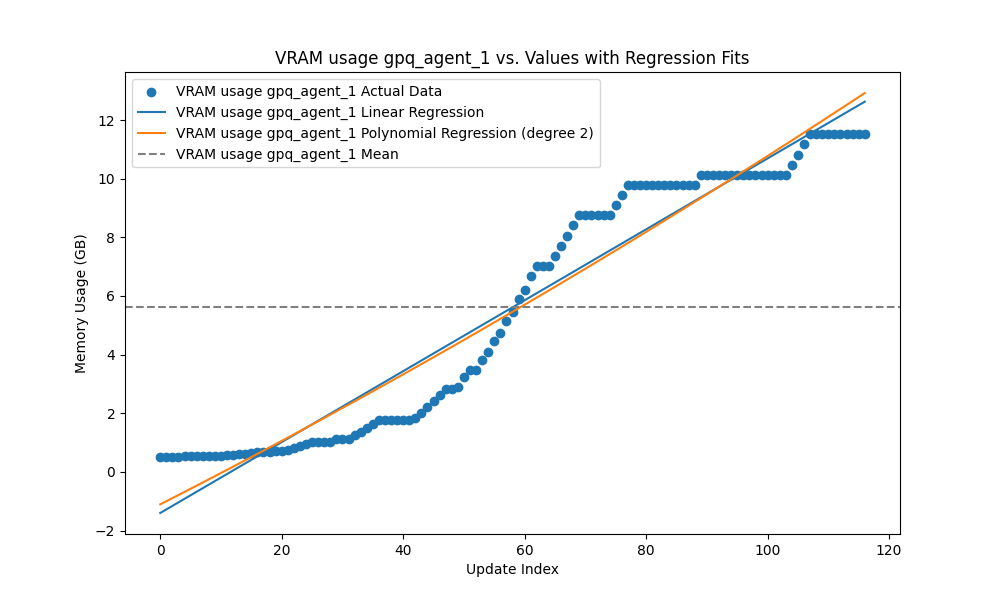 VRAM usage gpq_agent_1 vs. Values with Regression Fits
VRAM usage gpq_agent_1 Actual Data
VRAM usage gpq_agent_1 Linear Regression
VRAM usage gpq_agent_1 Polynomial Regression (degree 2)
VRAM usage gpq_agent_1 Mean
Memory Usage (GB)
12
10
8
6
4
2
0
−2
0 20 40 60 80 100 120
Update Index